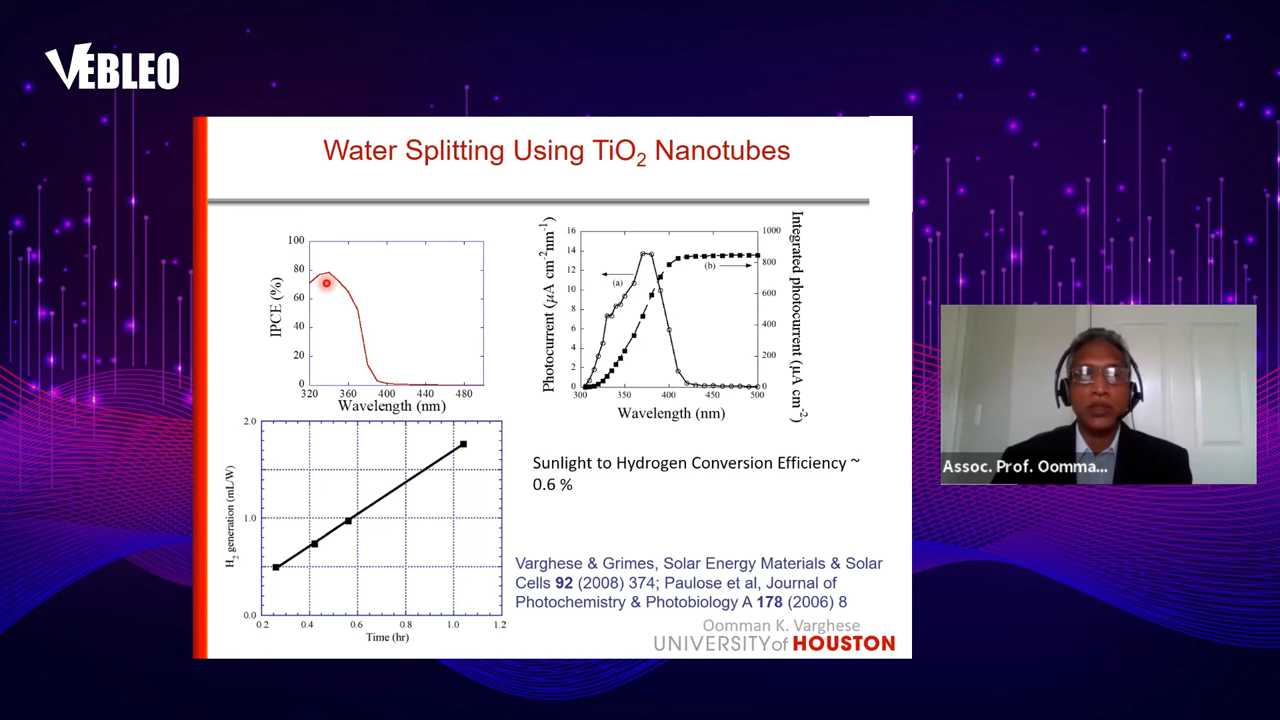 VEBLEO
Water Splitting Using TiO₂ Nanotubes
100
80
60
40
20
0
IPCE (%)
320 360 400 440 480
Wavelength (nm)
16
14
12
10
8
6
4
2
0
Photocurrent (μA cm⁻²nm⁻¹)
(a)
(b)
1000
800
600
400
200
0
Integrated photocurrent (μA cm⁻²)
300 350 400 450 500
Wavelength (nm)
2.0
1.0
0.0
H₂ generation (mL/W)
0.2 0.4 0.6 0.8 1.0 1.2
Time (hr)
Sunlight to Hydrogen Conversion Efficiency ~
0.6 %
Varghese & Grimes, Solar Energy Materials & Solar
Cells 92 (2008) 374; Paulose et al, Journal of
Photochemistry & Photobiology A 178 (2006) 8
Oomman K. Varghese
UNIVERSITYof HOUSTON
Assoc. Prof. Oomma...